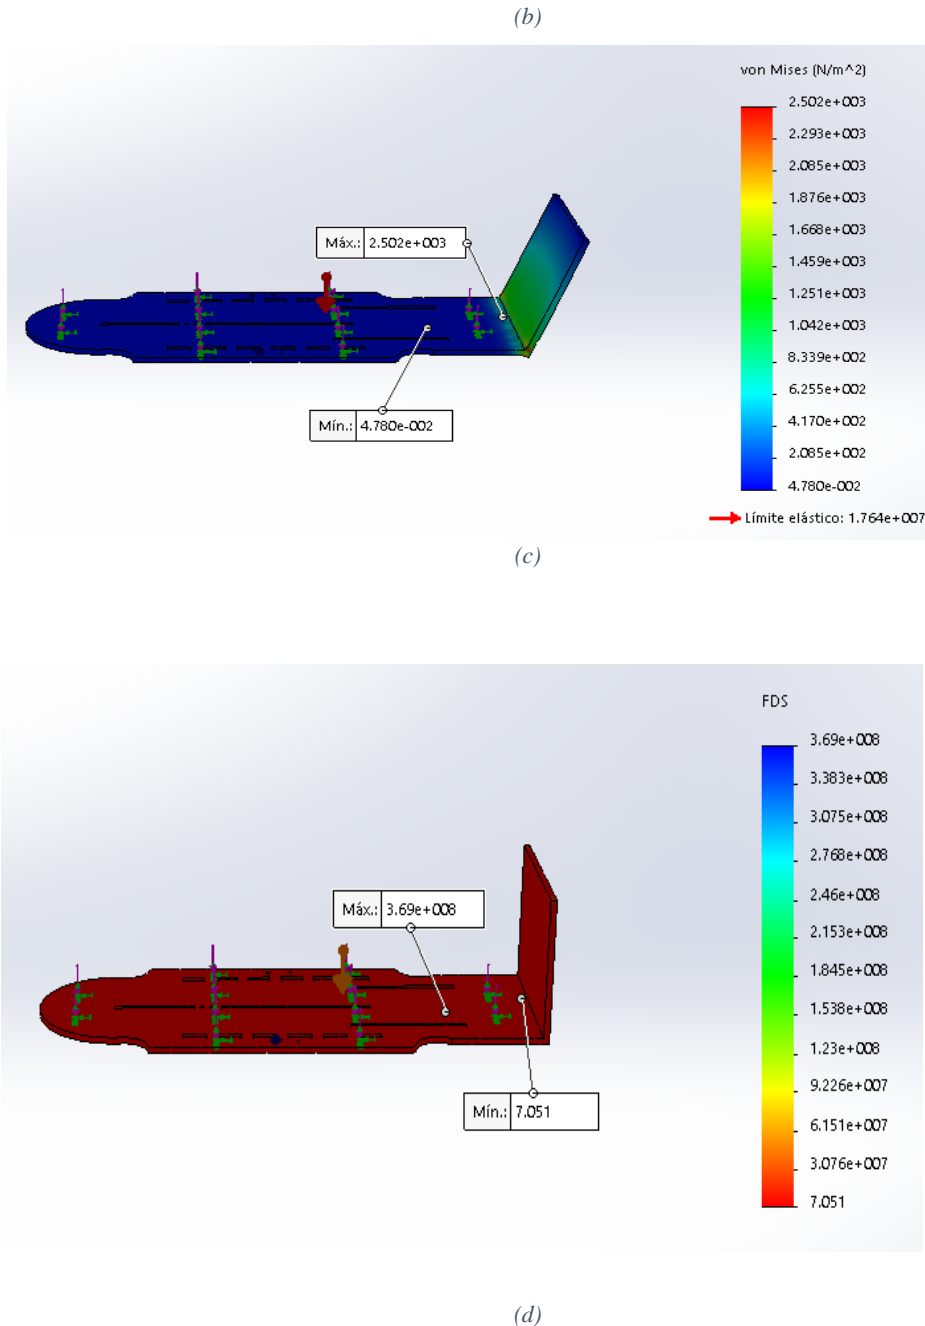 (b)
von Mises (N/m^2)
2.502e+003
2.293e+003
2.085e+003
1.876e+003
1.668e+003
1.459e+003
1.251e+003
1.042e+003
8.339e+002
6.255e+002
4.170e+002
2.085e+002
4.780e-002
Límite elástico: 1.764e+007
Máx.: 2.502e+003
Mín.: 4.780e-002
(c)
FDS
3.69e+008
3.383e+008
3.075e+008
2.768e+008
2.46e+008
2.153e+008
1.845e+008
1.538e+008
1.23e+008
9.226e+007
6.151e+007
3.076e+007
7.051
Máx.: 3.69e+008
Mín.: 7.051
(d)